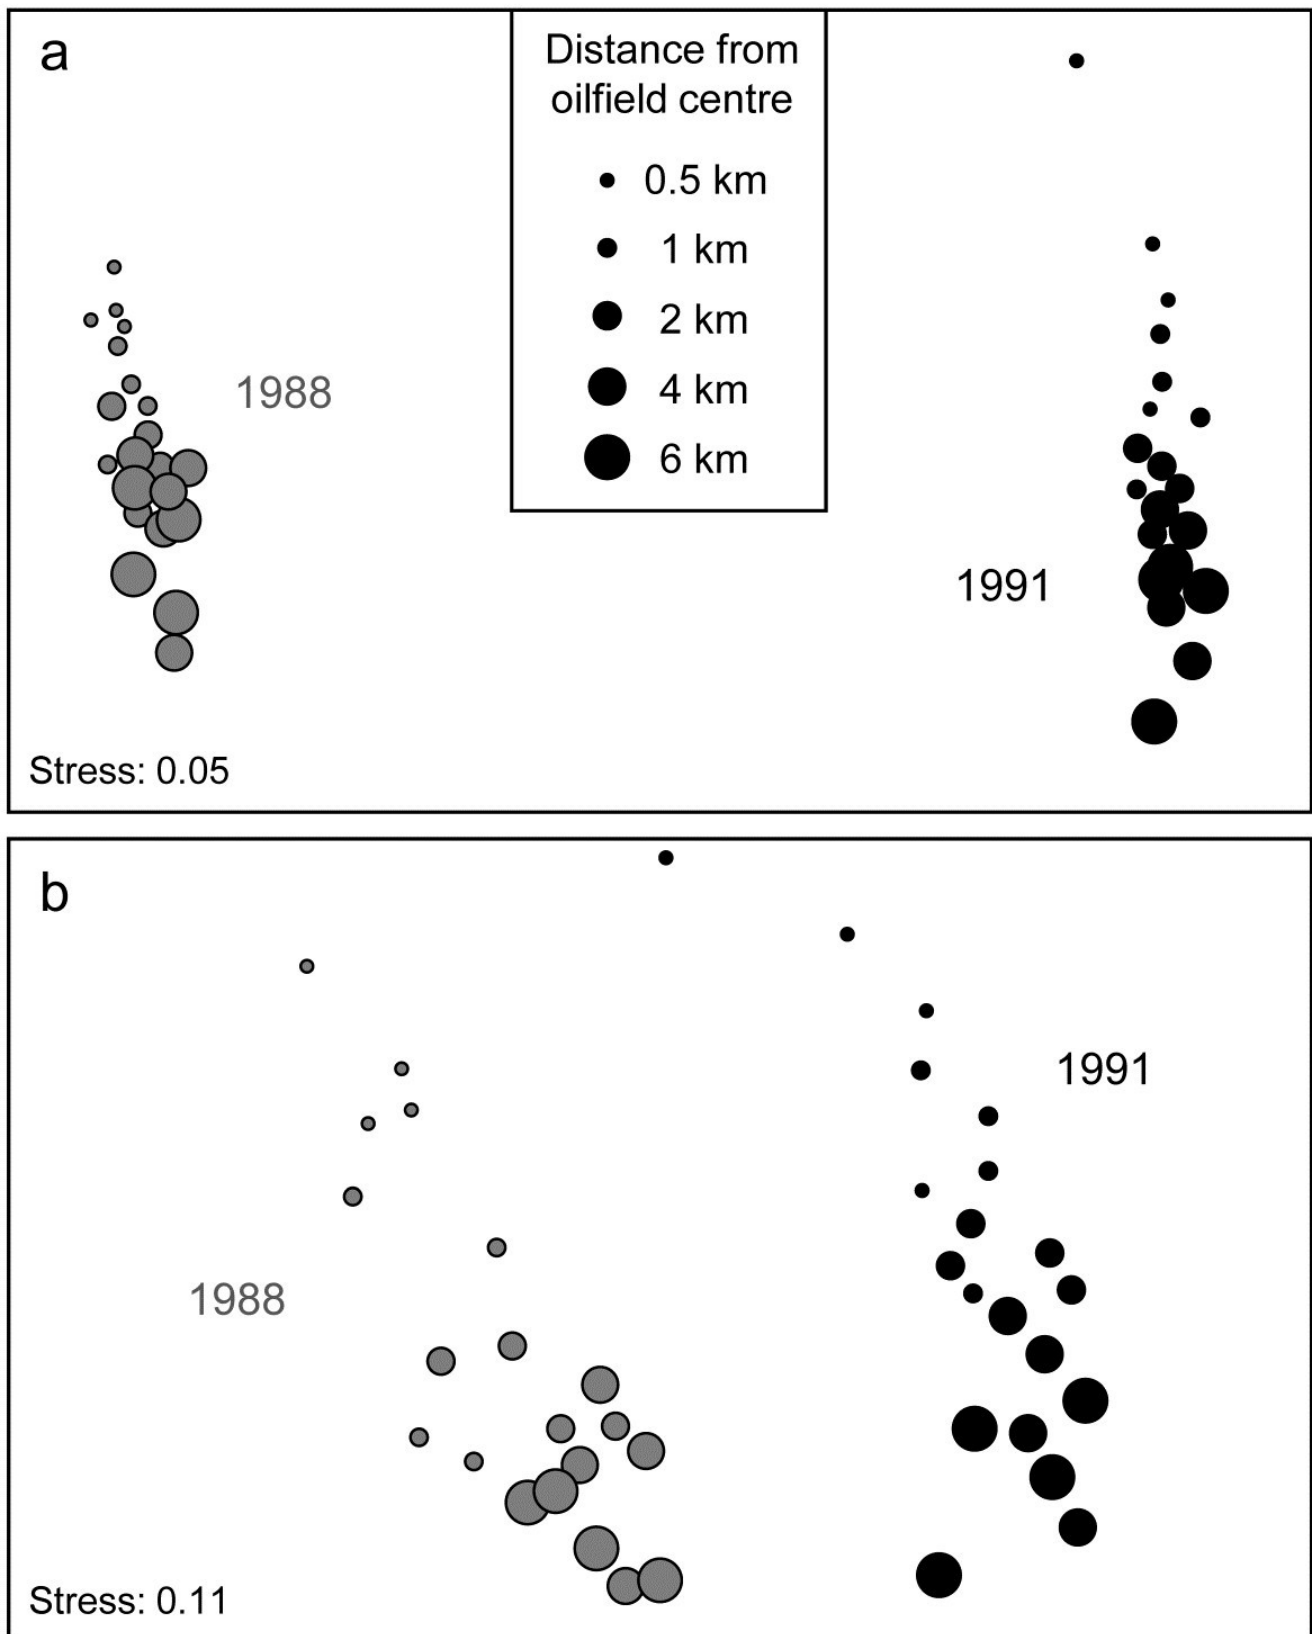 a
Distance from
oilfield centre
0.5 km
1 km
2 km
4 km
6 km
1988
1991
Stress: 0.05
b
1991
1988
Stress: 0.11